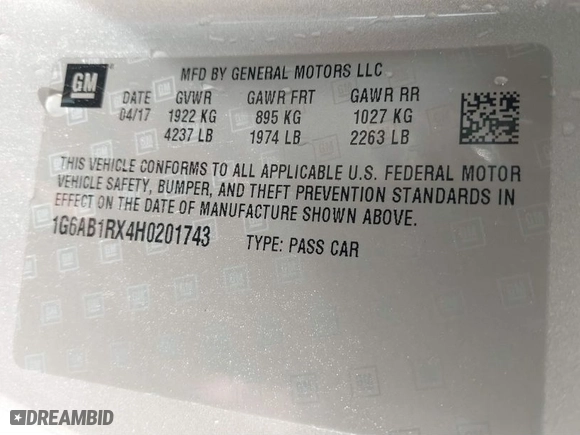 GM
MFD BY GENERAL MOTORS LLC
DATE GVWR GAWR FRT GAWR RR
04/17 1922 KG 895 KG 1027 KG
4237 LB 1974 LB 2263 LB
THIS VEHICLE CONFORMS TO ALL APPLICABLE U.S. FEDERAL MOTOR
VEHICLE SAFETY, BUMPER, AND THEFT PREVENTION STANDARDS IN
EFFECT ON THE DATE OF MANUFACTURE SHOWN ABOVE.
1G6AB1RX4H0201743 TYPE: PASS CAR
DREAMBID